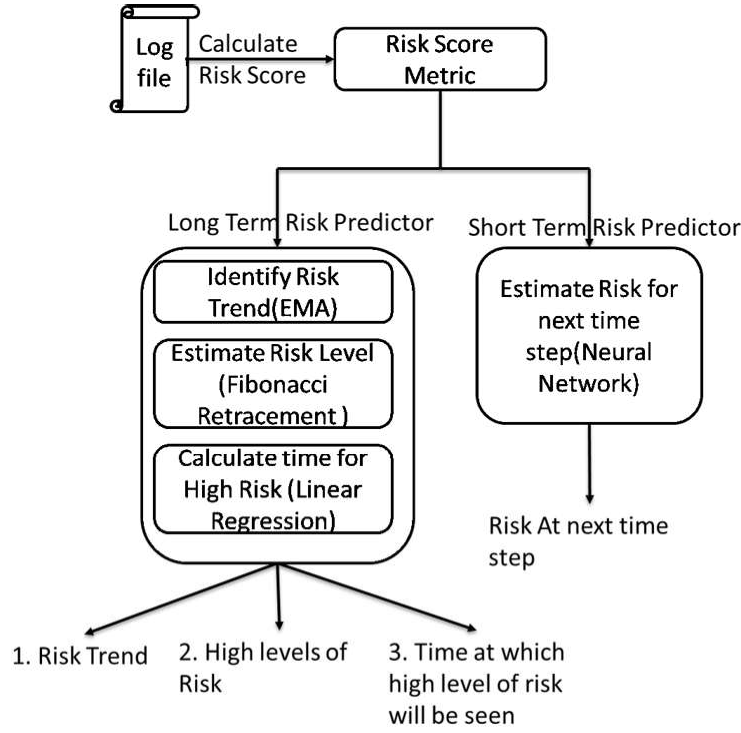 Log
file
Calculate
Risk Score
Risk Score
Metric
Long Term Risk Predictor
Identify Risk
Trend(EMA)
Estimate Risk Level
(Fibonacci
Retracement )
Calculate time for
High Risk (Linear
Regression)
1. Risk Trend
2. High levels of
Risk
3. Time at which
high level of risk
will be seen
Short Term Risk Predictor
Estimate Risk for
next time
step(Neural
Network)
Risk At next time
step